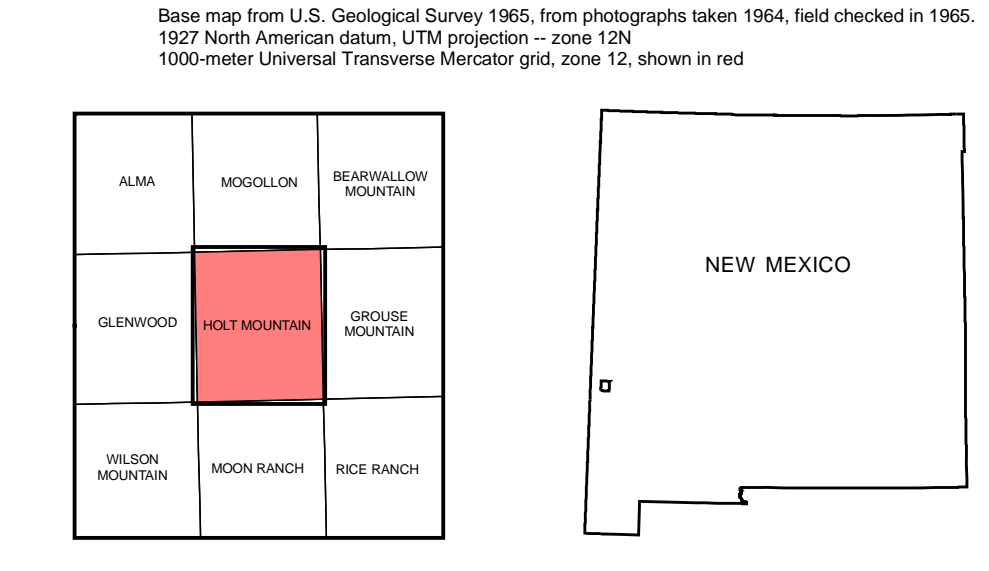 Base map from U.S. Geological Survey 1965, from photographs taken 1964, field checked in 1965.
1927 North American datum, UTM projection -- zone 12N
1000-meter Universal Transverse Mercator grid, zone 12, shown in red
ALMA
MOGOLLON
BEARWALLOW
MOUNTAIN
GLENWOOD
HOLT MOUNTAIN
GROUSE
MOUNTAIN
WILSON
MOUNTAIN
MOON RANCH
RICE RANCH
NEW MEXICO